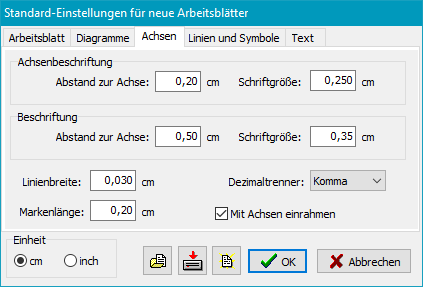 Standard-Einstellungen für neue Arbeitsblätter
Arbeitsblatt Diagramme Achsen Linien und Symbole Text
Achsenbeschriftung
Abstand zur Achse: 0,20 cm Schriftgröße: 0,250 cm
Beschriftung
Abstand zur Achse: 0,50 cm Schriftgröße: 0,35 cm
Linienbreite: 0,030 cm Dezimaltrenner: Komma
Markenlänge: 0,20 cm Mit Achsen einrahmen
Einheit
cm inch OK Abbrechen